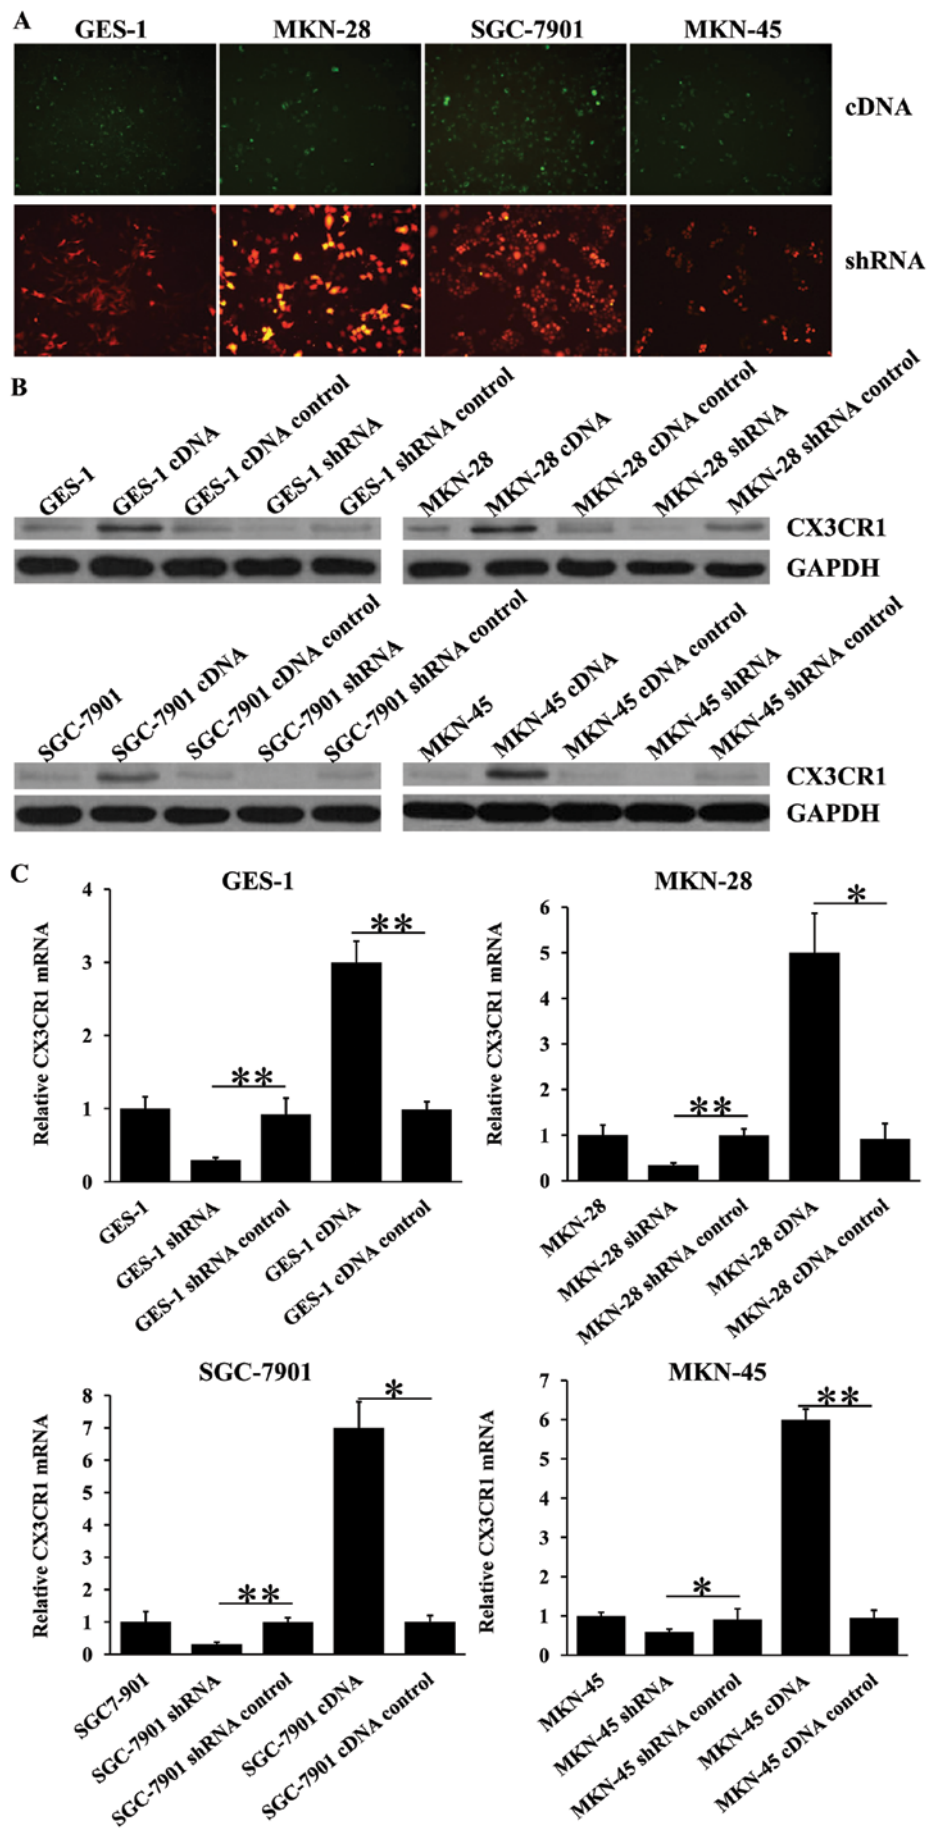 A
GES-1 MKN-28 SGC-7901 MKN-45
cDNA
shRNA
B
GES-1 GES-1 cDNA GES-1 cDNA control GES-1 shRNA GES-1 shRNA control
MKN-28 MKN-28 cDNA MKN-28 cDNA control MKN-28 shRNA MKN-28 shRNA control
CX3CR1
GAPDH
SGC-7901 SGC-7901 cDNA SGC-7901 cDNA control SGC-7901 shRNA SGC-7901 shRNA control
MKN-45 MKN-45 cDNA MKN-45 cDNA control MKN-45 shRNA MKN-45 shRNA control
CX3CR1
GAPDH
C
GES-1
Relative CX3CR1 mRNA
4
3
2
1
0
**
**
GES-1
GES-1 shRNA
GES-1 shRNA control
GES-1 cDNA
GES-1 cDNA control
MKN-28
Relative CX3CR1 mRNA
6
5
4
3
2
1
0
**
*
MKN-28
MKN-28 shRNA
MKN-28 shRNA control
MKN-28 cDNA
MKN-28 cDNA control
SGC-7901
Relative CX3CR1 mRNA
8
7
6
5
4
3
2
1
0
**
*
SGC7-901
SGC-7901 shRNA
SGC-7901 shRNA control
SGC-7901 cDNA
SGC-7901 cDNA control
MKN-45
Relative CX3CR1 mRNA
7
6
5
4
3
2
1
0
*
**
MKN-45
MKN-45 shRNA
MKN-45 shRNA control
MKN-45 cDNA
MKN-45 cDNA control